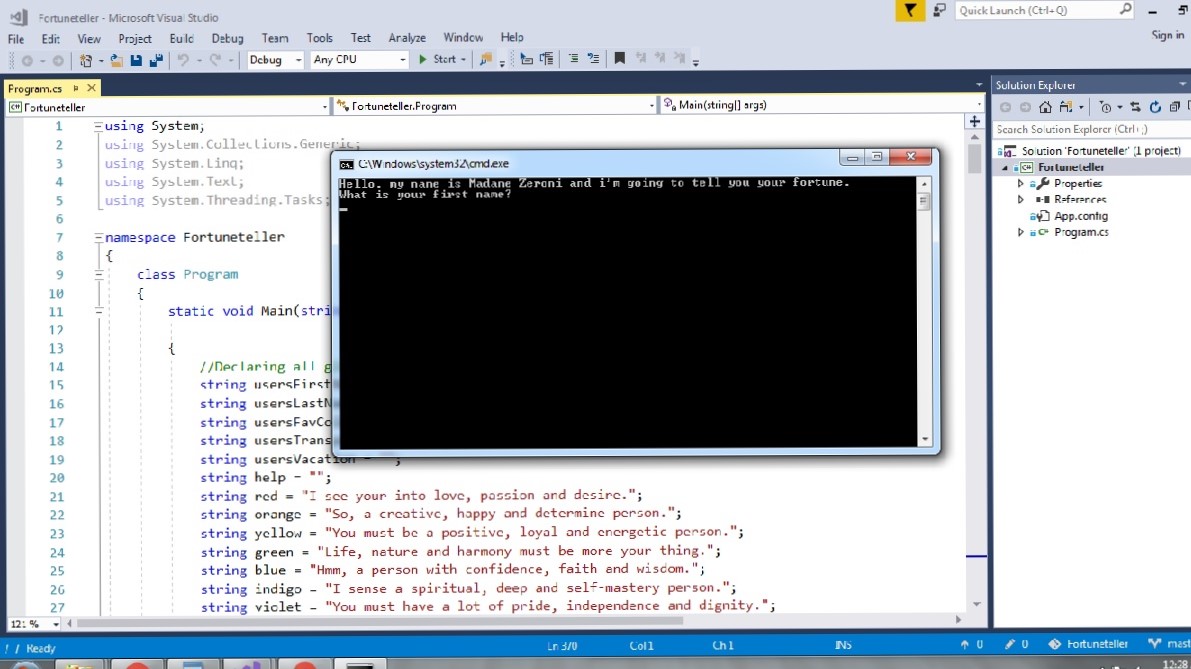 Fortuneteller - Microsoft Visual Studio
Quick Launch (Ctrl+Q)
File Edit View Project Build Debug Team Tools Test Analyze Window Help
Sign in
Debug Any CPU Start
Program.cs
Fortuneteller Fortuneteller.Program Main(string[] args)
Solution Explorer
Search Solution Explorer (Ctrl+;)
Solution 'Fortuneteller' (1 project)
Fortuneteller
Properties
References
App.config
Program.cs
1 using System;
2 using System.Collections.Generic;
3 using System.Linq;
4 using System.Text;
5 using System.Threading.Tasks;
6
7 namespace Fortuneteller
8 {
9 class Program
10 {
11 static void Main(stri
12
13 {
14 //Declaring all g
15 string usersFirst
16 string usersLastN
17 string usersFavCo
18 string usersTrans
19 string usersVacation = "";
20 string help = "";
21 string red = "I see your into love, passion and desire.";
22 string orange = "So, a creative, happy and determine person.";
23 string yellow = "You must be a positive, loyal and energetic person.";
24 string green = "Life, nature and harmony must be more your thing.";
25 string blue = "Hmm, a person with confidence, faith and wisdom.";
26 string indigo = "I sense a spiritual, deep and self-mastery person.";
27 string violet = "You must have a lot of pride, independence and dignity.";
C:\Windows\system32\cmd.exe
Hello, my name is Madane Zeroni and i'm going to tell you your fortune.
What is your first name?
121 %
Ready Ln 370 Col 1 Ch 1 INS 0 0 Fortuneteller mast
12:28